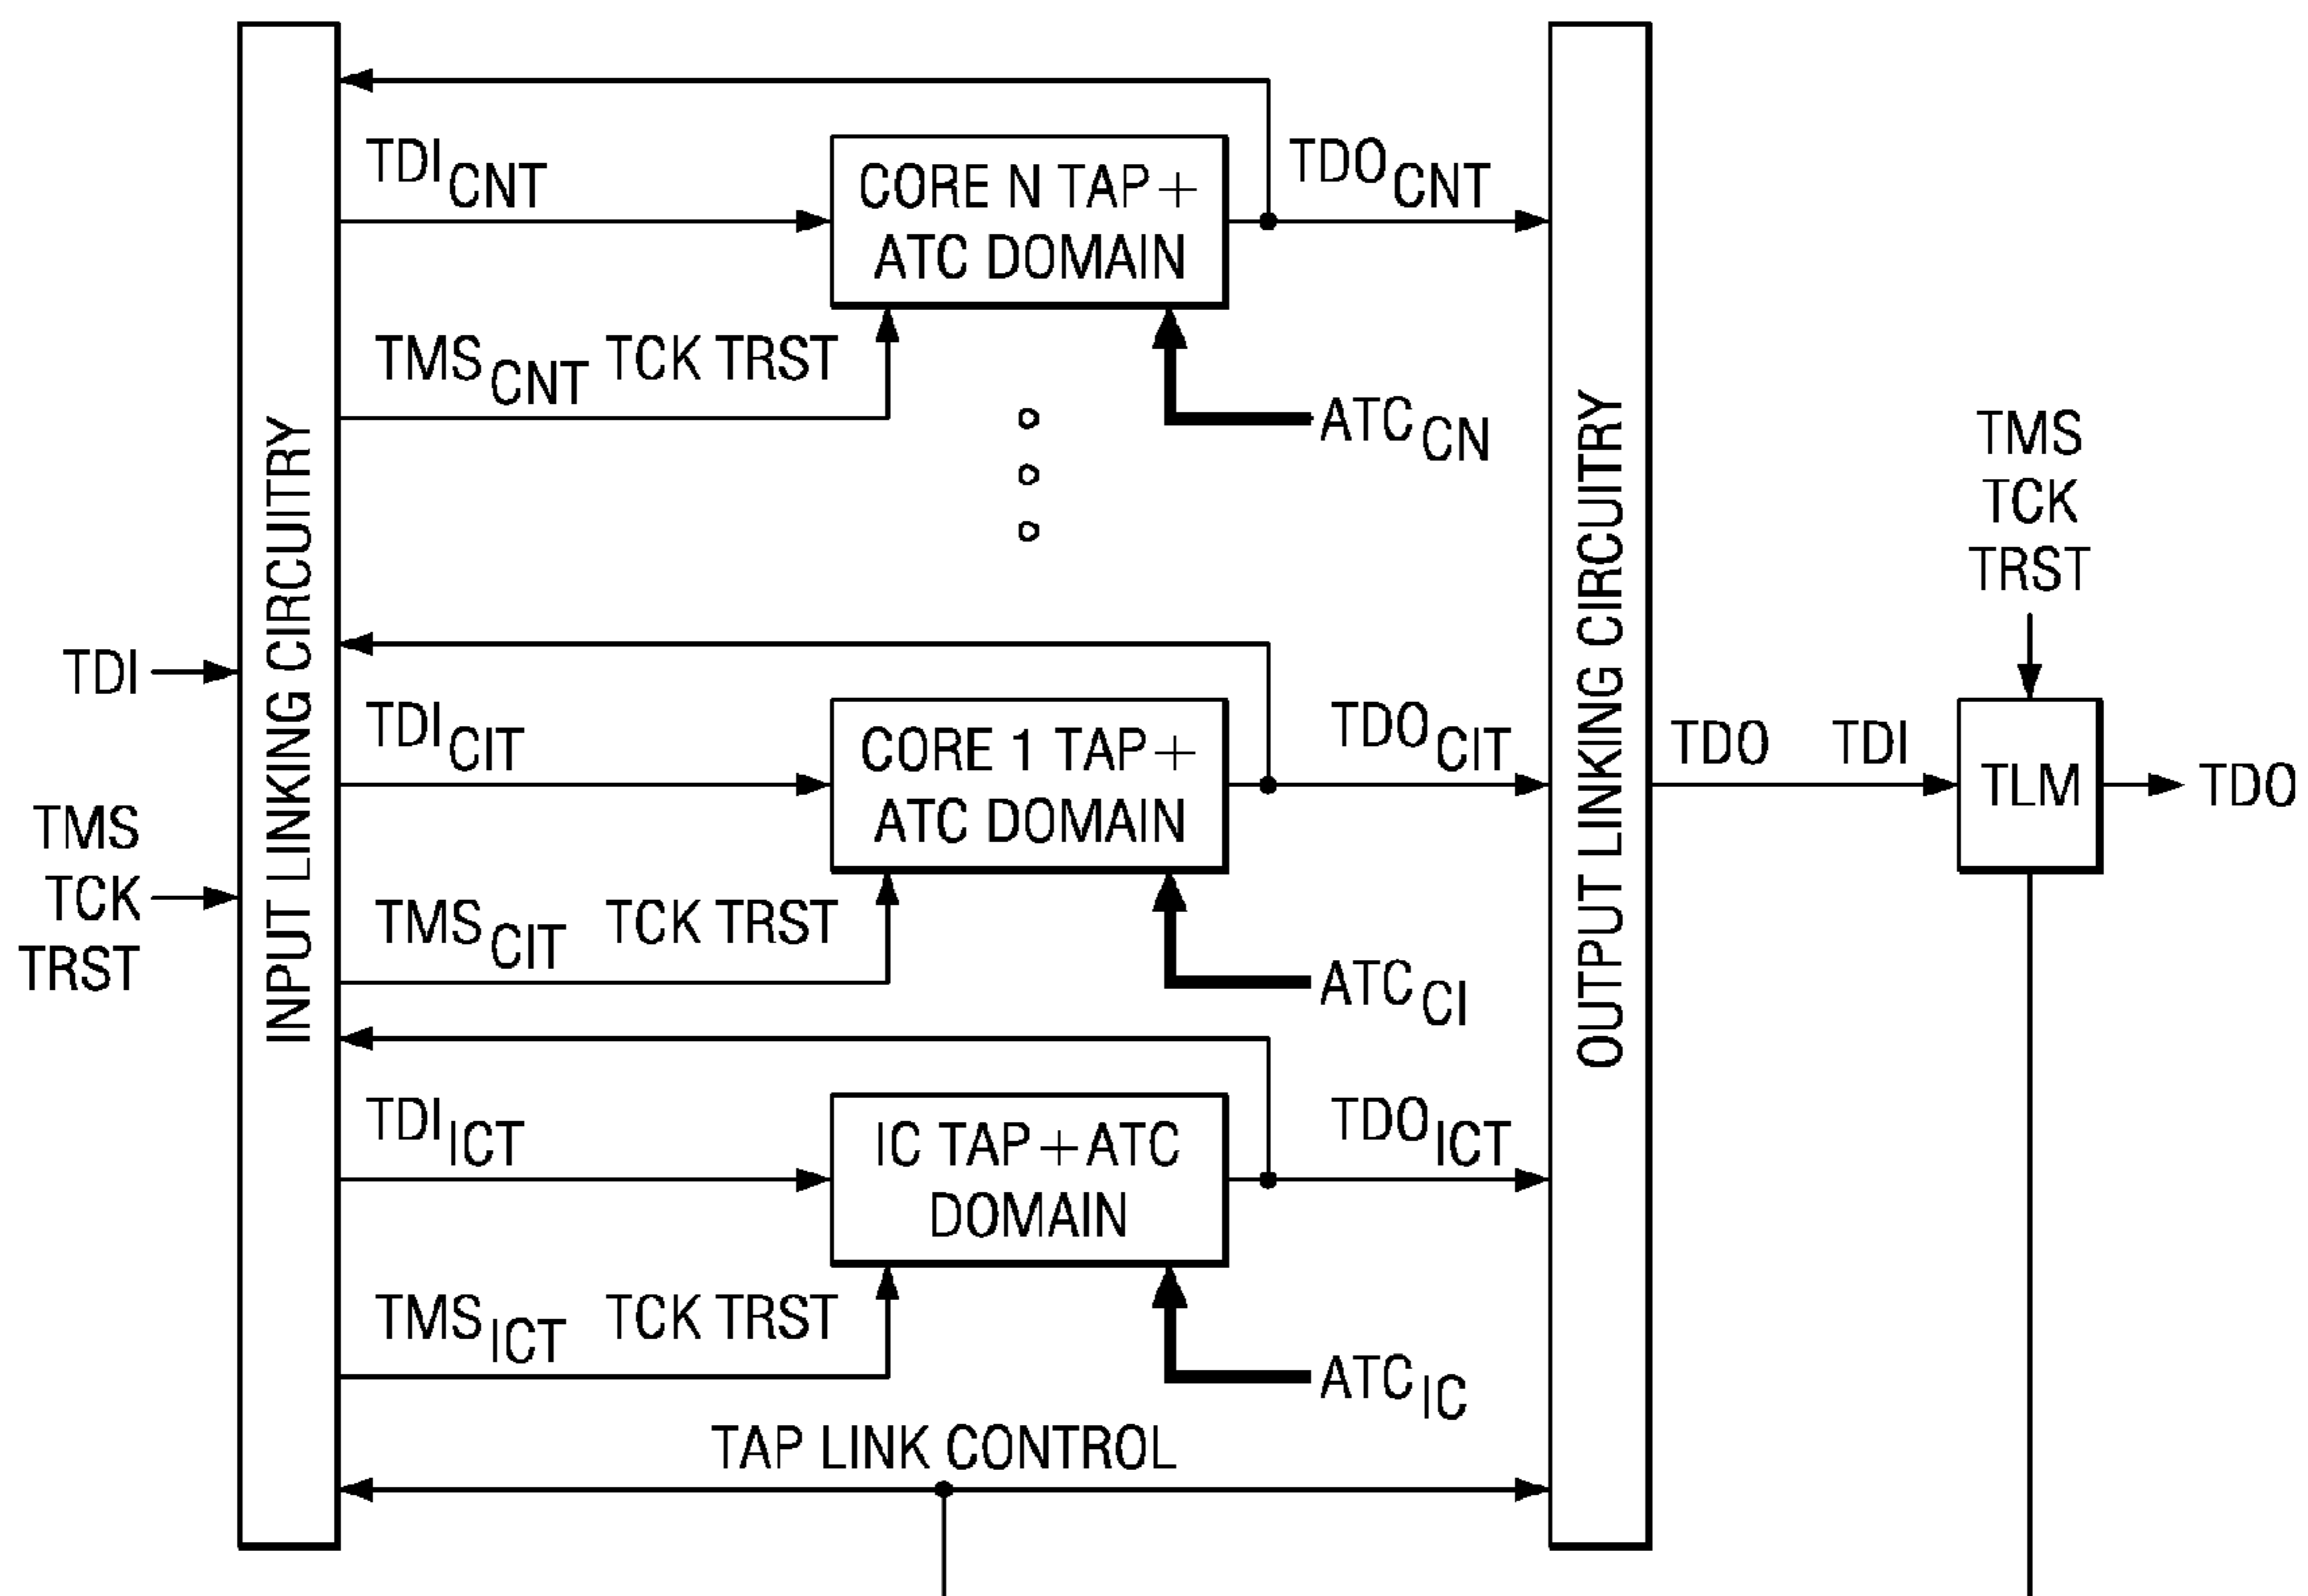 TDI CNT
CORE N TAP+
ATC DOMAIN
TDO CNT
TMS CNT TCK TRST
ATC CN
INPUT LINKING CIRCUITRY
OUTPUT LINKING CIRCUITRY
TMS
TCK
TRST
TDI
TDI CIT
CORE 1 TAP+
ATC DOMAIN
TDO CIT
TDO
TDI
TLM
TDO
TMS
TCK
TRST
TMS CIT TCK TRST
ATC CI
TDI ICT
IC TAP+ATC
DOMAIN
TDO ICT
TMS ICT TCK TRST
ATC IC
TAP LINK CONTROL